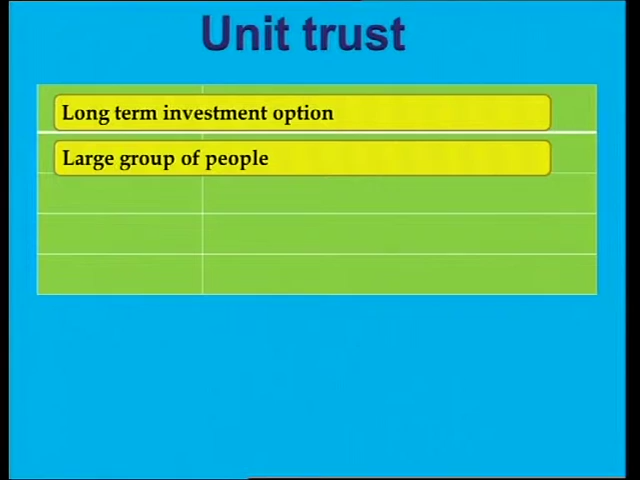 Unit trust
Long term investment option
Large group of people